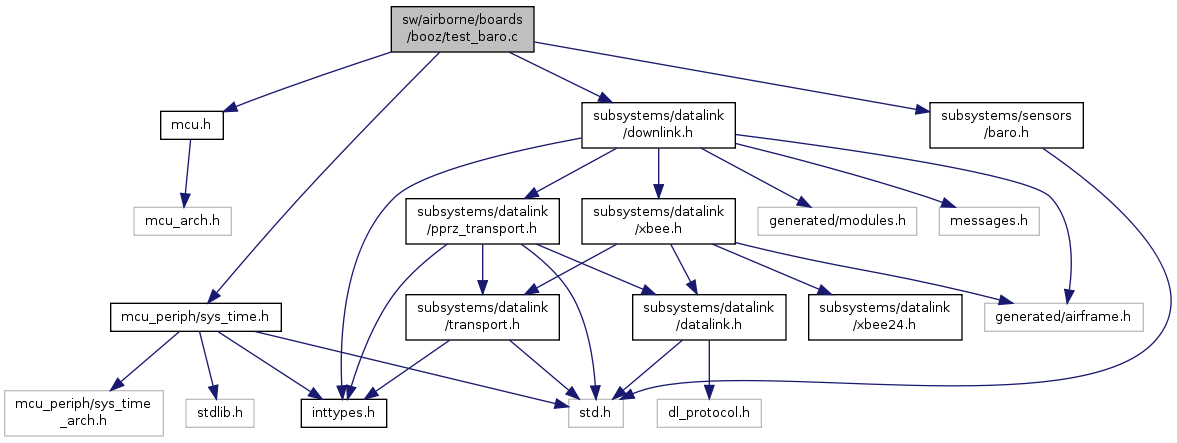 sw/airborne/boards
/booz/test_baro.c
mcu.h
subsystems/datalink
/downlink.h
subsystems/sensors
/baro.h
mcu_arch.h
subsystems/datalink
/pprz_transport.h
subsystems/datalink
/xbee.h
generated/modules.h
messages.h
mcu_periph/sys_time.h
subsystems/datalink
/transport.h
subsystems/datalink
/datalink.h
subsystems/datalink
/xbee24.h
generated/airframe.h
mcu_periph/sys_time
_arch.h
stdlib.h
inttypes.h
std.h
dl_protocol.h